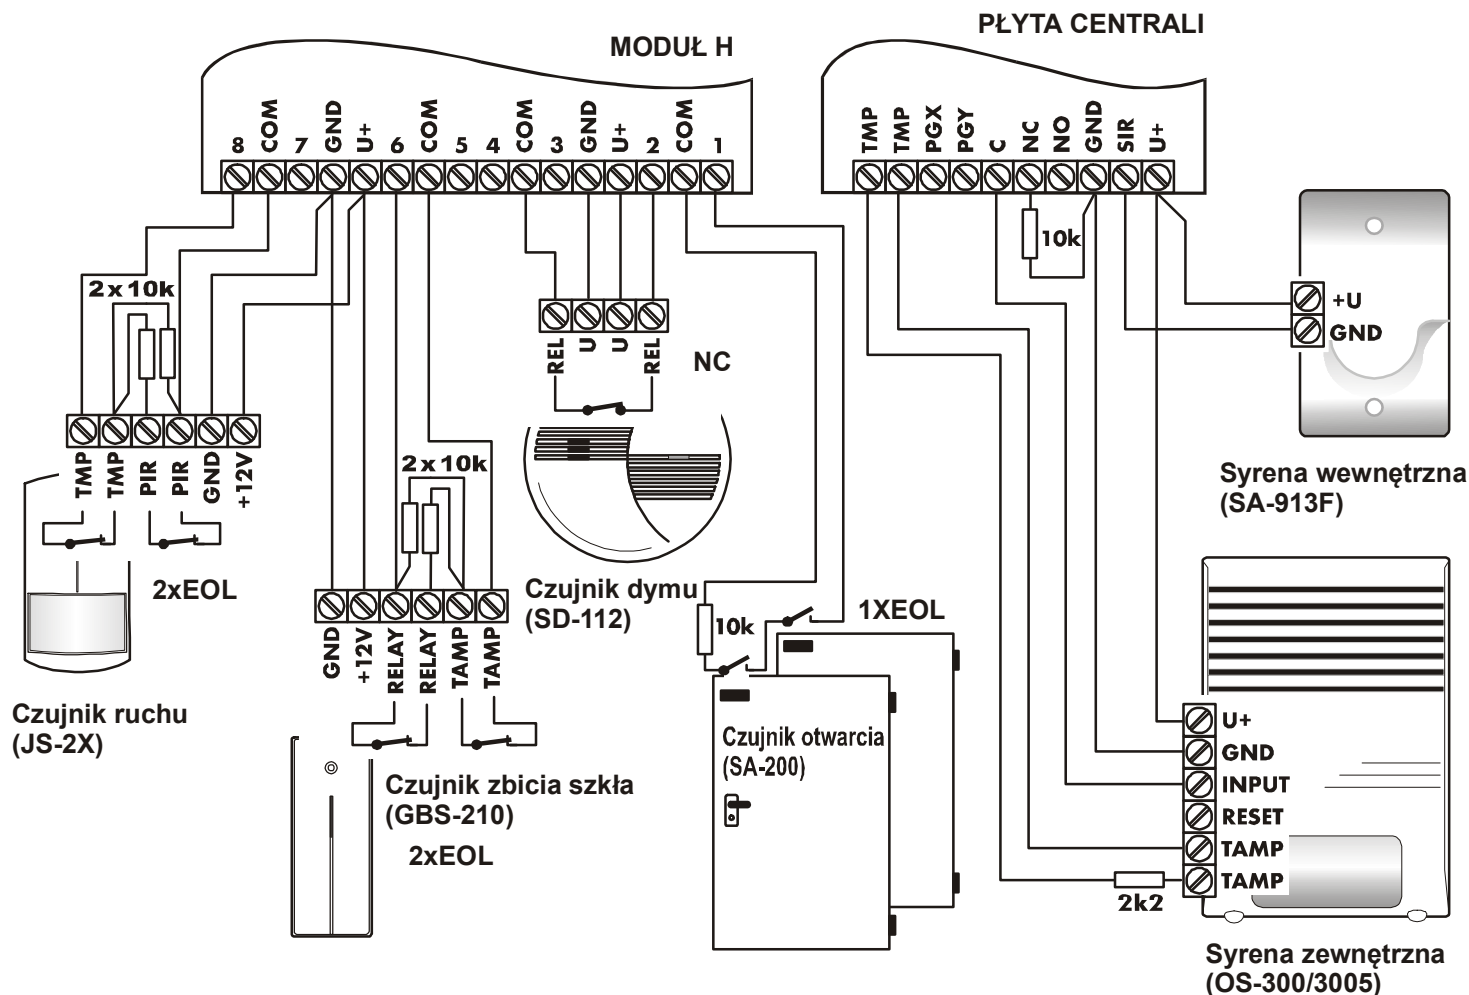 PŁYTA CENTRALI
MODUŁ H
8 COM 7 GND U+ 6 COM 5 4 COM 3 GND U+ 2 COM 1
TMP TMP PGX PGY C NC NO GND SIR U+
10k
2 x 10k
+U
GND
REL U U REL
NC
TMP TMP PIR PIR GND +12V
2 x 10k
Syrena wewnętrzna
(SA-913F)
2xEOL
Czujnik dymu
(SD-112)
10k
1XEOL
GND +12V RELAY RELAY TAMP TAMP
Czujnik ruchu
(JS-2X)
Czujnik otwarcia
(SA-200)
Czujnik zbicia szkła
(GBS-210)
2xEOL
U+
GND
INPUT
RESET
TAMP
TAMP
2k2
Syrena zewnętrzna
(OS-300/3005)